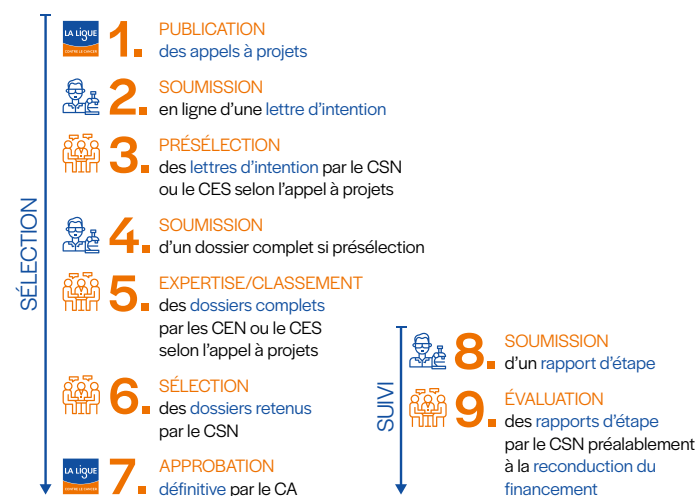 SÉLECTION
LA LIGUE
CONTRE LE CANCER
1.
PUBLICATION
des appels à projets
2.
SOUMISSION
en ligne d'une lettre d'intention
3.
PRÉSÉLECTION
des lettres d'intention par le CSN
ou le CES selon l'appel à projets
4.
SOUMISSION
d'un dossier complet si présélection
5.
EXPERTISE/CLASSEMENT
des dossiers complets
par les CEN ou le CES
selon l'appel à projets
6.
SÉLECTION
des dossiers retenus
par le CSN
LA LIGUE
CONTRE LE CANCER
7.
APPROBATION
définitive par le CA
SUIVI
8.
SOUMISSION
d'un rapport d'étape
9.
ÉVALUATION
des rapports d'étape
par le CSN préalablement
à la reconduction du
financement